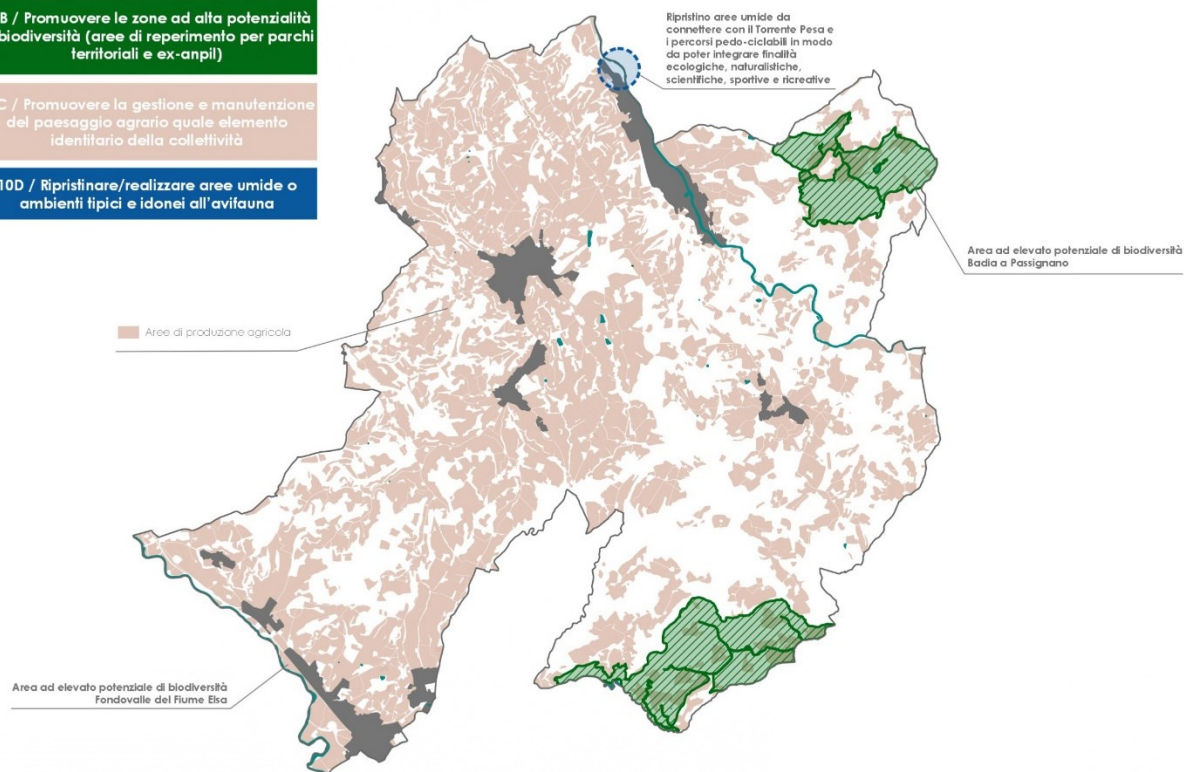 B / Promuovere le zone ad alta potenzialità
biodiversità (aree di reperimento per parchi
territoriali e ex-anpil)
C / Promuovere la gestione e manutenzione
del paesaggio agrario quale elemento
identitario della collettività
10D / Ripristinare/realizzare aree umide o
ambienti tipici e idonei all'avifauna
Ripristino aree umide da
connettere con il Torrente Pesa e
i percorsi pedo-ciclabili in modo
da poter integrare finalità
ecologiche, naturalistiche,
scientifiche, sportive e ricreative
Area ad elevato potenziale di biodiversità
Badia a Passignano
Aree di produzione agricola
Area ad elevato potenziale di biodiversità
Fondovalle del Fiume Elsa